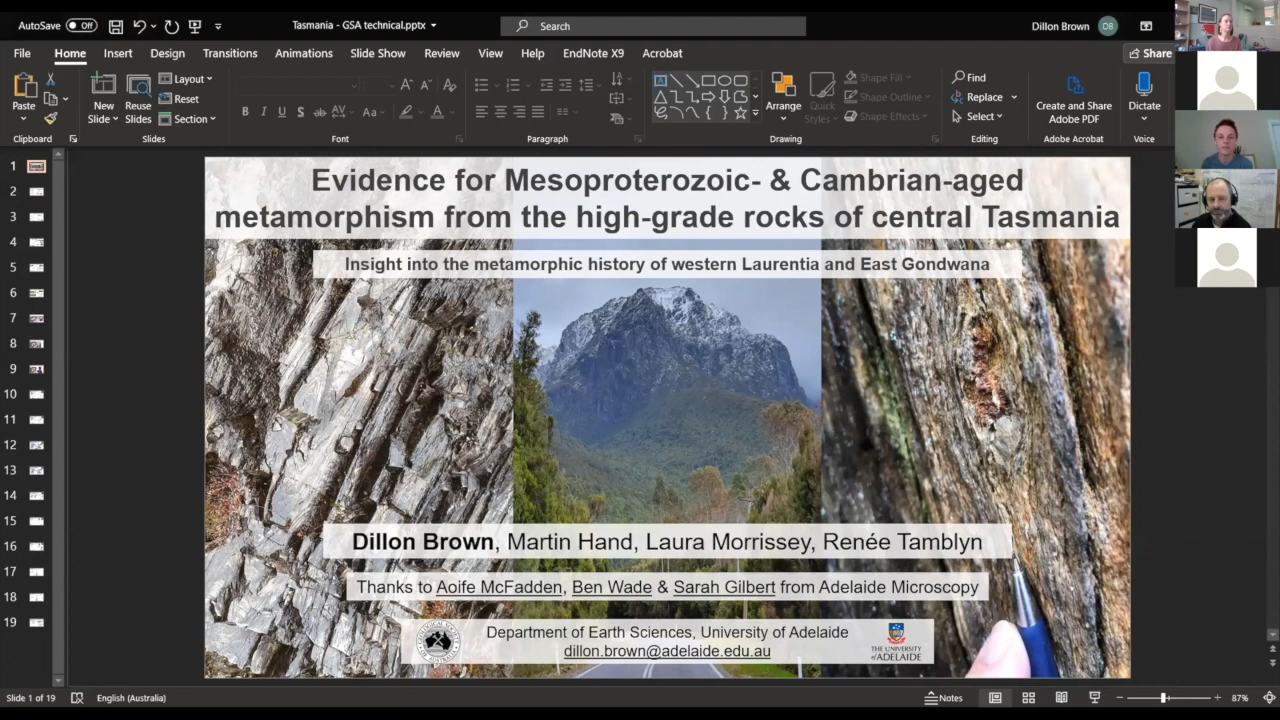 AutoSave Off
Tasmania - GSA technical.pptx
Search
Dillon Brown DB
File Home Insert Design Transitions Animations Slide Show Review View Help EndNote X9 Acrobat Share
Paste
Clipboard
New Slide
Reuse Slides
Layout
Reset
Section
Slides
B I U S ab AV Aa A
Font
Paragraph
Arrange
Quick Styles
Shape Fill
Shape Outline
Shape Effects
Drawing
Find
Replace
Select
Editing
Create and Share Adobe PDF
Adobe Acrobat
Dictate
Voice
1
2
3
4
5
6
7
8
9
10
11
12
13
14
15
16
17
18
19
Evidence for Mesoproterozoic- & Cambrian-aged
metamorphism from the high-grade rocks of central Tasmania
Insight into the metamorphic history of western Laurentia and East Gondwana
Dillon Brown, Martin Hand, Laura Morrissey, Renée Tamblyn
Thanks to Aoife McFadden, Ben Wade & Sarah Gilbert from Adelaide Microscopy
Department of Earth Sciences, University of Adelaide
dillon.brown@adelaide.edu.au
THE UNIVERSITY
of ADELAIDE
Slide 1 of 19
English (Australia)
Notes
87%